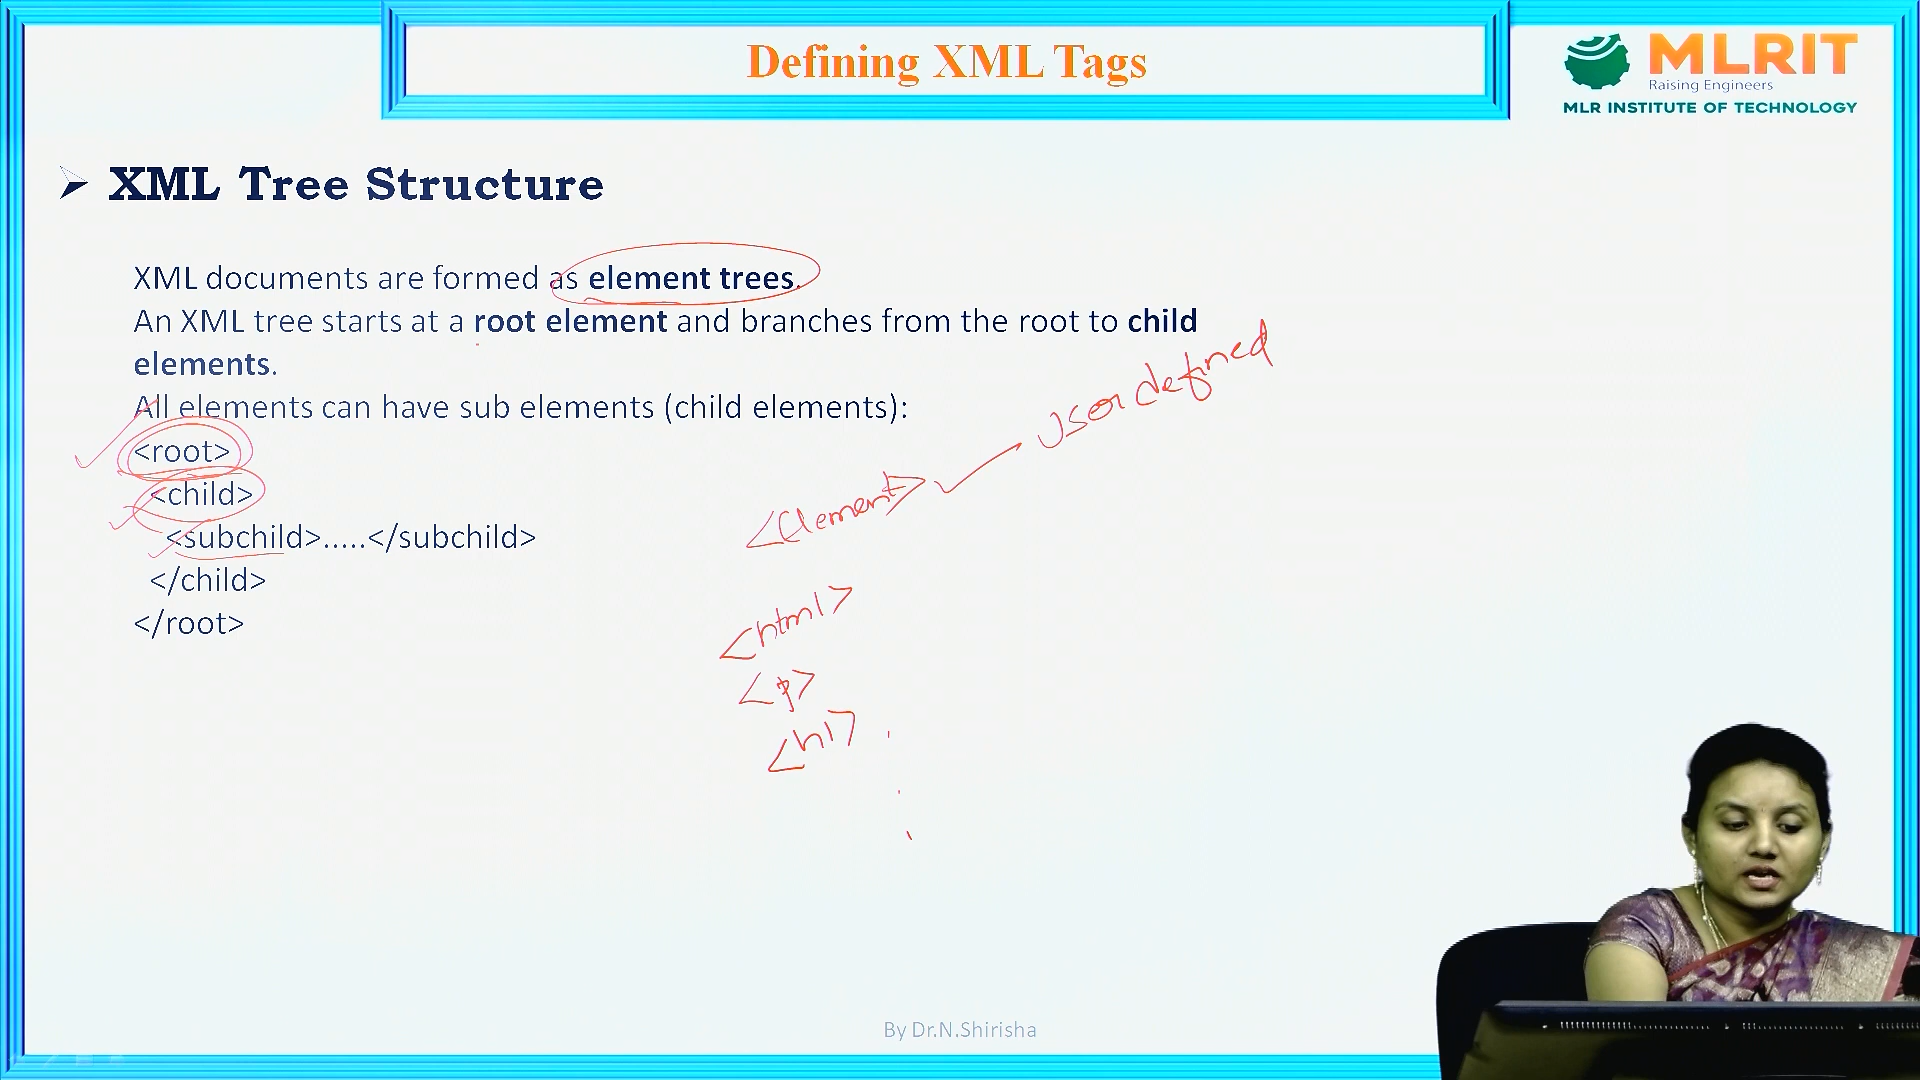 Defining XML Tags
MLRIT
Raising Engineers
MLR INSTITUTE OF TECHNOLOGY
➢ XML Tree Structure
XML documents are formed as element trees.
An XML tree starts at a root element and branches from the root to child
elements.
All elements can have sub elements (child elements):
<root>
<child>
<subchild>.....</subchild>
</child>
</root>
User defined
<Element>
<html>
<p>
<h1>
By Dr.N.Shirisha